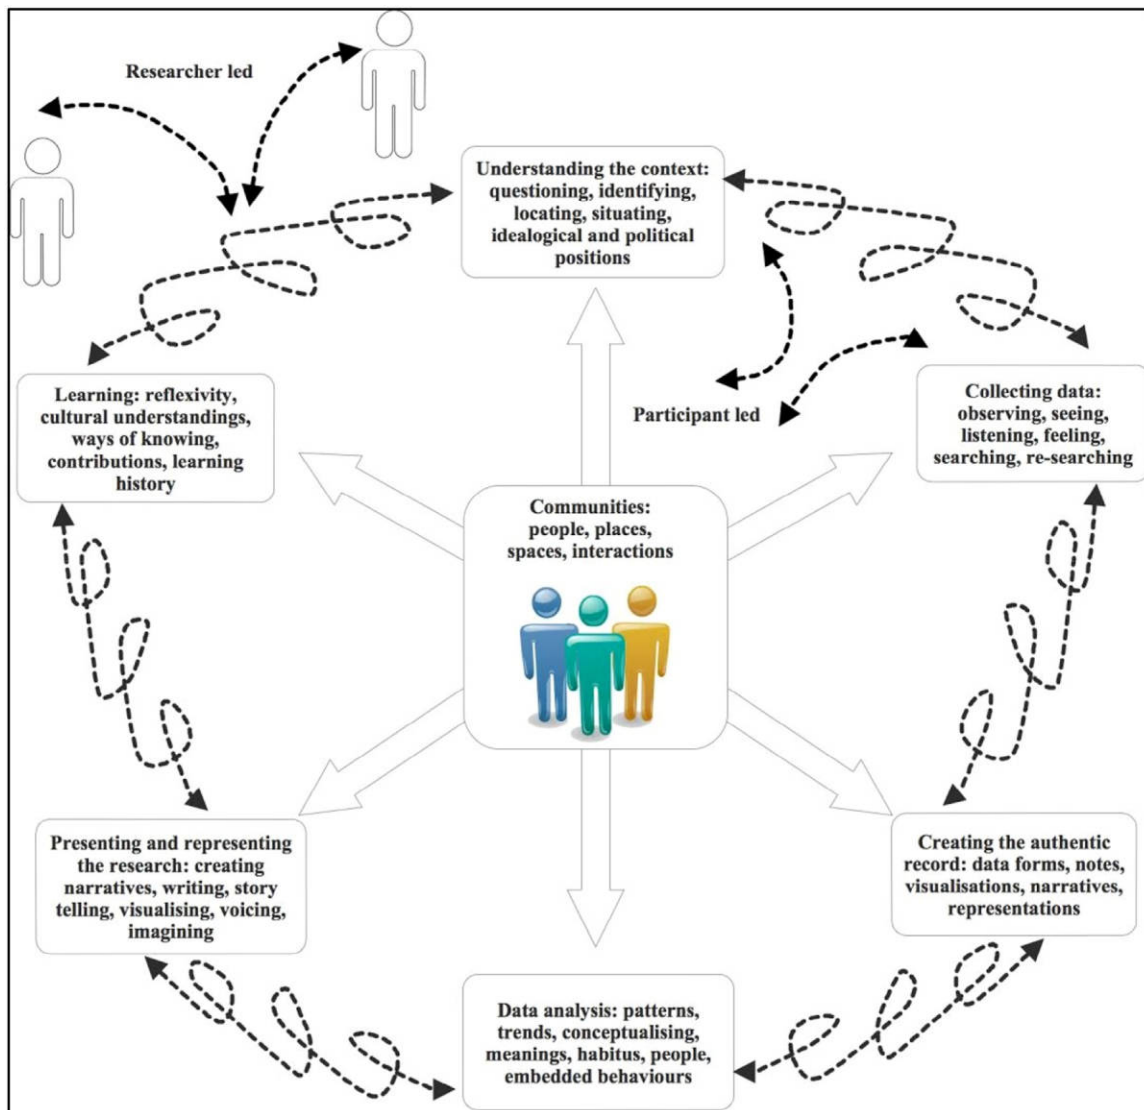 Researcher led
Understanding the context:
questioning, identifying,
locating, situating,
idealogical and political
positions
Learning: reflexivity,
cultural understandings,
ways of knowing,
contributions, learning
history
Participant led
Collecting data:
observing, seeing,
listening, feeling,
searching, re-searching
Communities:
people, places,
spaces, interactions
Presenting and representing
the research: creating
narratives, writing, story
telling, visualising, voicing,
imagining
Creating the authentic
record: data forms, notes,
visualisations, narratives,
representations
Data analysis: patterns,
trends, conceptualising,
meanings, habitus, people,
embedded behaviours